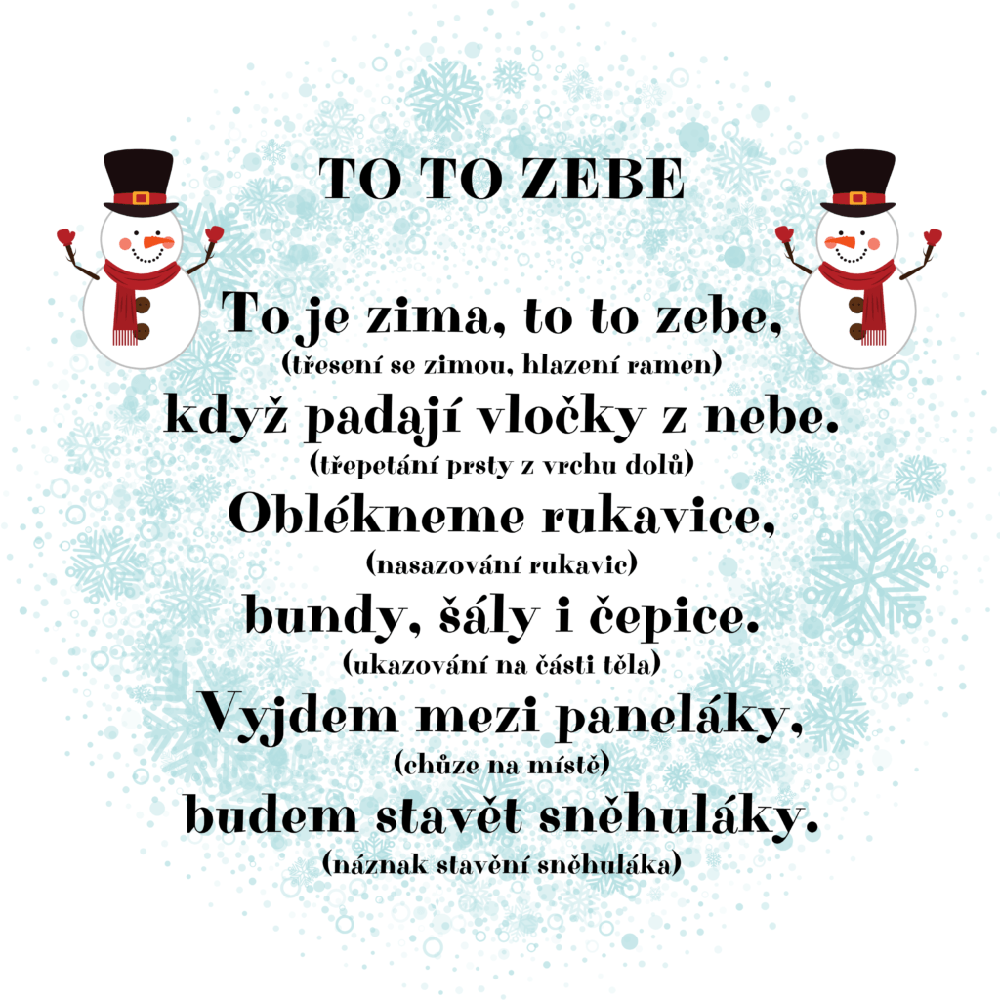 TO TO ZEBE
To je zima, to to zebe,
(třesení se zimou, hlazení ramen)
když padají vločky z nebe.
(třepetání prsty z vrchu dolů)
Oblékneme rukavice,
(nasazování rukavic)
bundy, šály i čepice.
(ukazování na části těla)
Vyjdem mezi paneláky,
(chůze na místě)
budem stavět sněhuláky.
(náznak stavění sněhuláka)